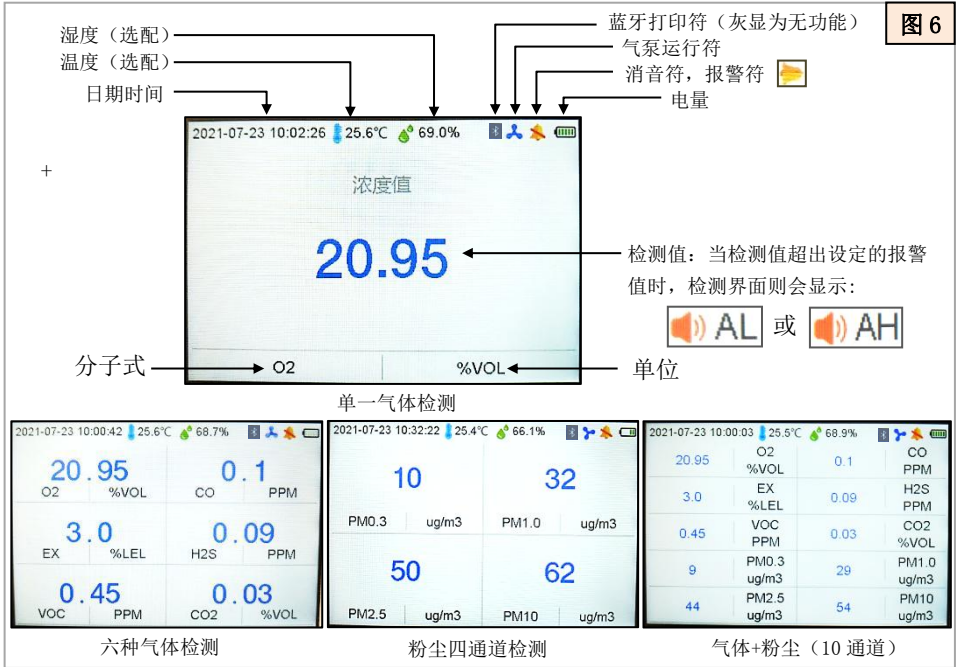 图 6
湿度（选配）
温度（选配）
日期时间
蓝牙打印符（灰显为无功能）
气泵运行符
消音符，报警符
电量
2021-07-23 10:02:26 25.6℃ 69.0%
+
浓度值
20.95
检测值：当检测值超出设定的报警
值时，检测界面则会显示:
AL 或 AH
分子式
O2 %VOL
单位
单一气体检测
2021-07-23 10:00:42 25.6℃ 68.7%
20.95 0.1
O2 %VOL CO PPM
3.0 0.09
EX %LEL H2S PPM
0.45 0.03
VOC PPM CO2 %VOL
六种气体检测
2021-07-23 10:32:22 25.4℃ 66.1%
10 32
PM0.3 ug/m3 PM1.0 ug/m3
50 62
PM2.5 ug/m3 PM10 ug/m3
粉尘四通道检测
2021-07-23 10:00:03 25.5℃ 68.9%
20.95 O2 %VOL 0.1 CO PPM
3.0 EX %LEL 0.09 H2S PPM
0.45 VOC PPM 0.03 CO2 %VOL
9 PM0.3 ug/m3 29 PM1.0 ug/m3
44 PM2.5 ug/m3 54 PM10 ug/m3
气体+粉尘（10 通道）